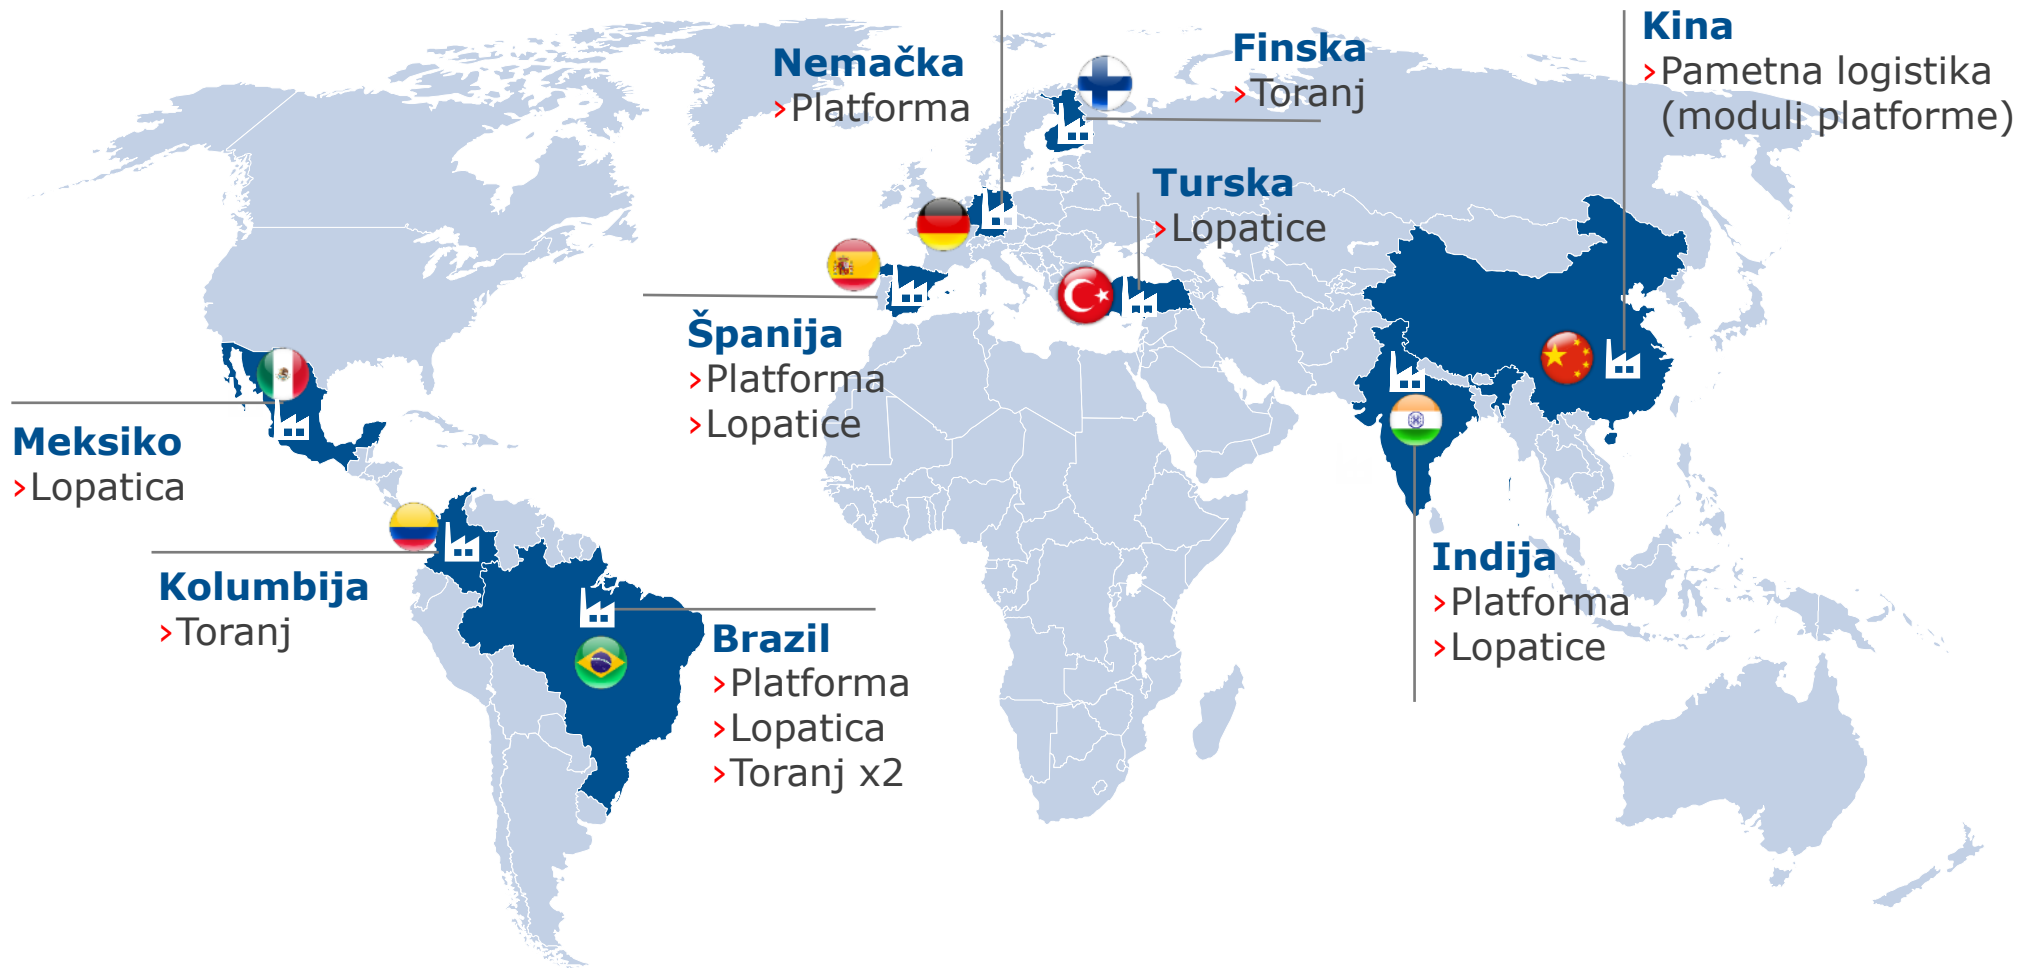 Nemačka
›Platforma
Finska
›Toranj
Kina
›Pametna logistika
(moduli platforme)
Turska
›Lopatice
Španija
›Platforma
›Lopatice
Meksiko
›Lopatica
Kolumbija
›Toranj
Brazil
›Platforma
›Lopatica
›Toranj x2
Indija
›Platforma
›Lopatice